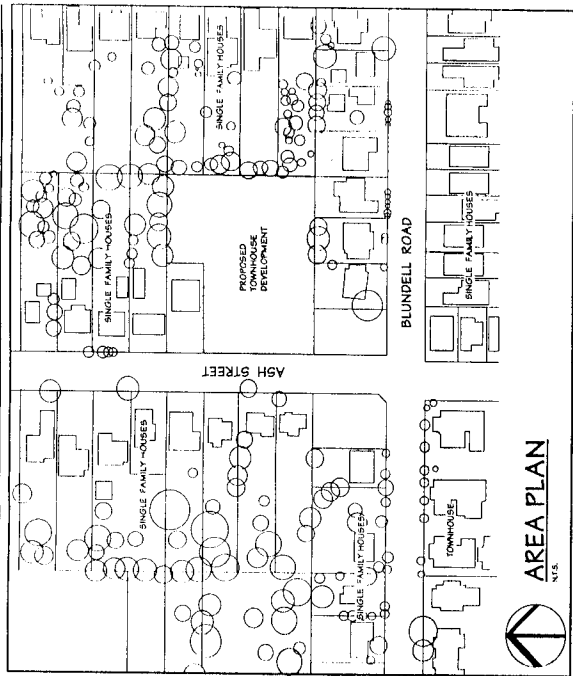 SINGLE FAMILY HOUSES
SINGLE FAMILY HOUSES
PROPOSED
TOWNHOUSE
DEVELOPMENT
BLUNDELL ROAD
SINGLE FAMILY HOUSES
ASH STREET
SINGLE FAMILY HOUSES
SINGLE FAMILY HOUSES
TOWNHOUSE
AREA PLAN
N.T.S.